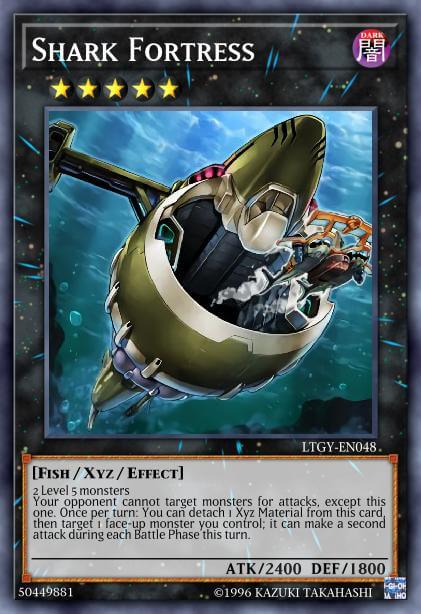 SHARK FORTRESS
DARK
闇
LTGY-EN048
[FISH / XYZ / EFFECT]
2 Level 5 monsters
Your opponent cannot target monsters for attacks, except this
one. Once per turn: You can detach 1 Xyz Material from this card,
then target 1 face-up monster you control; it can make a second
attack during each Battle Phase this turn.
ATK/2400 DEF/1800
50449881
©1996 KAZUKI TAKAHASHI